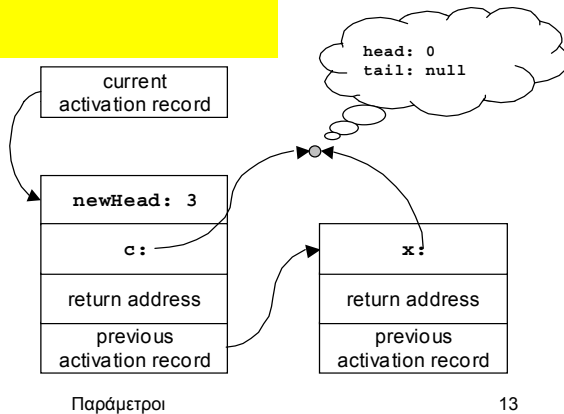 head: 0
tail: null
current
activation record
newHead: 3
c:
return address
previous
activation record
x:
return address
previous
activation record
Παράμετροι
13